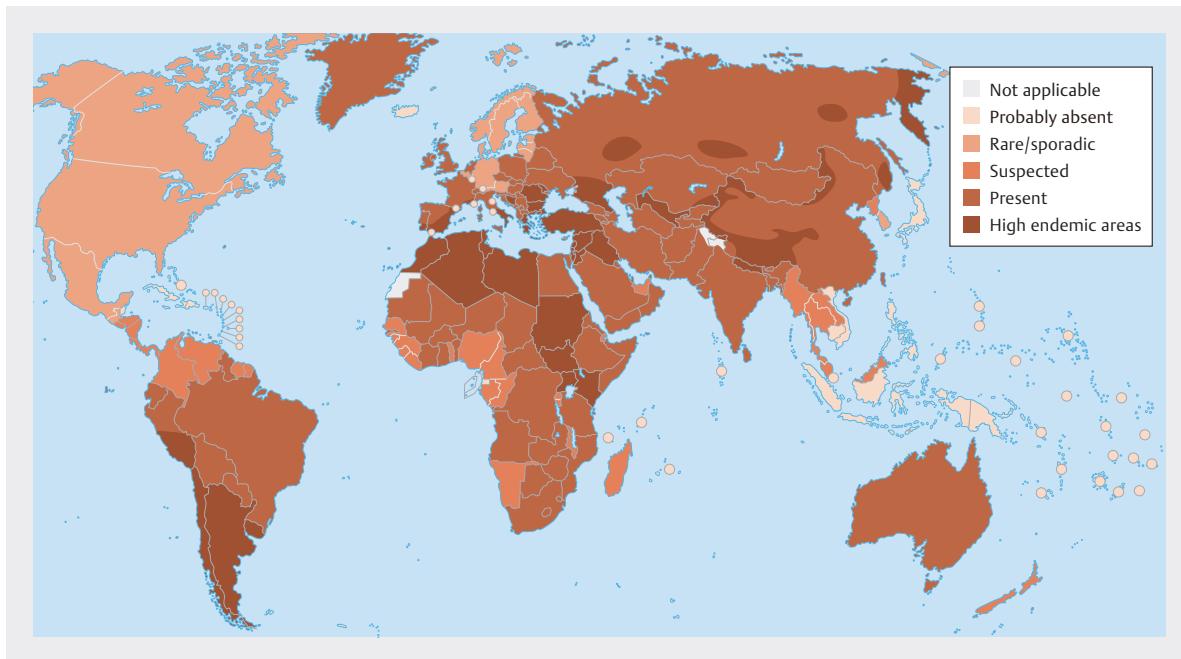 Not applicable
Probably absent
Rare/sporadic
Suspected
Present
High endemic areas